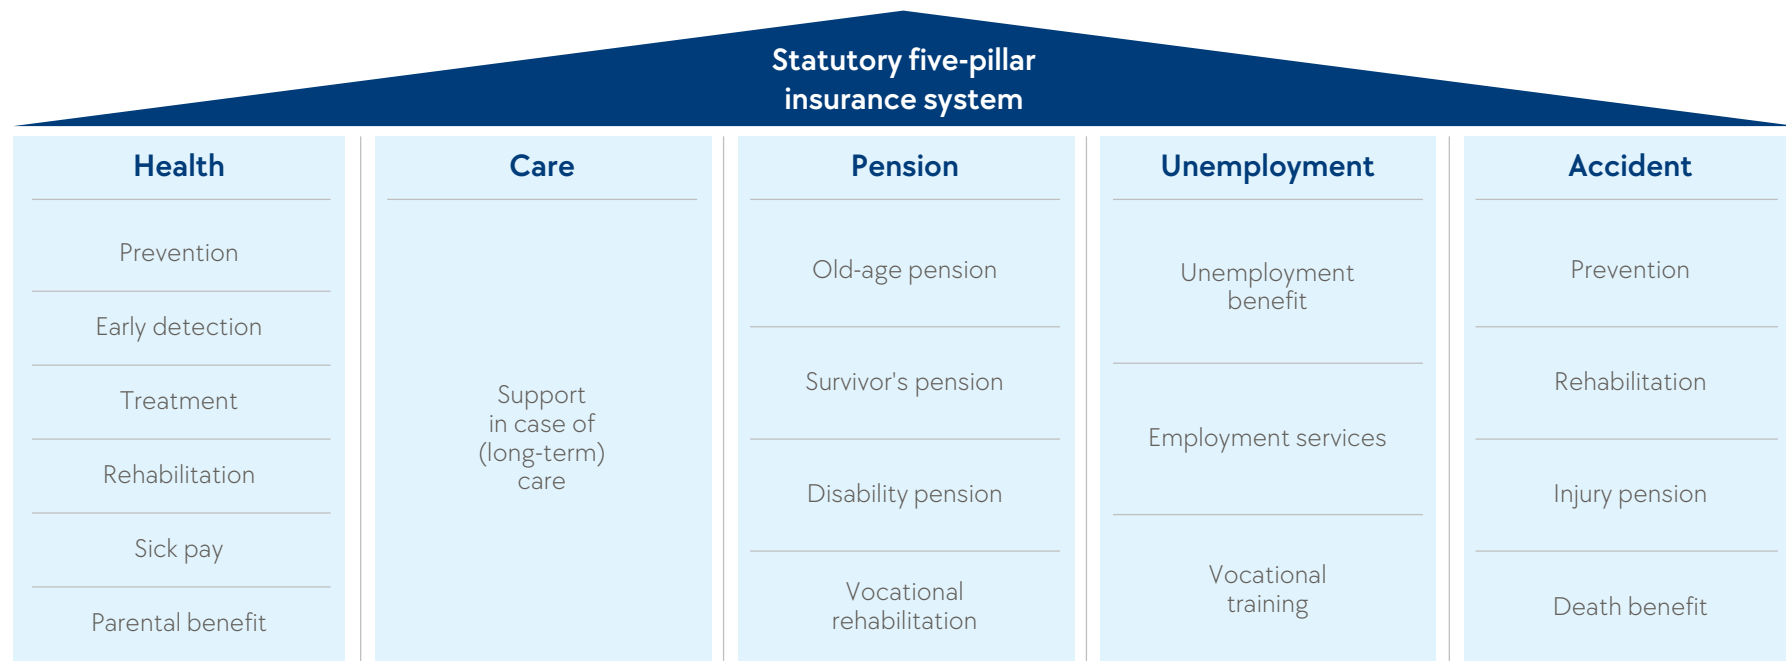 Statutory five-pillar
insurance system
Health
Prevention
Early detection
Treatment
Rehabilitation
Sick pay
Parental benefit
Care
Support
in case of
(long-term)
care
Pension
Old-age pension
Survivor's pension
Disability pension
Vocational
rehabilitation
Unemployment
Unemployment
benefit
Employment services
Vocational
training
Accident
Prevention
Rehabilitation
Injury pension
Death benefit